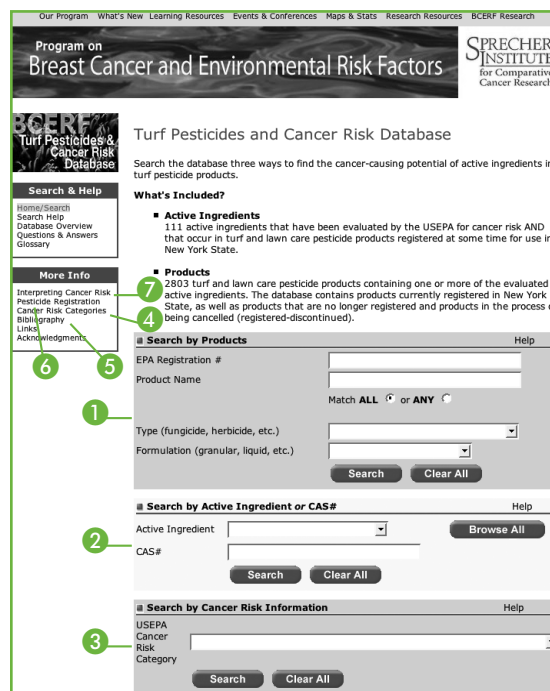 Our Program What's New Learning Resources Events & Conferences Maps & Stats Research Resources BCERF Research
Program on
Breast Cancer and Environmental Risk Factors
SPRECHER
INSTITUTE
for Comparative
Cancer Research
BCERF
Turf Pesticides &
Cancer Risk
Database
Search & Help
Home/Search
Search Help
Database Overview
Questions & Answers
Glossary
More Info
Interpreting Cancer Risk
Pesticide Registration
Cancer Risk Categories
Bibliography
Links
Acknowledgments
7
4
6
5
Turf Pesticides and Cancer Risk Database
Search the database three ways to find the cancer-causing potential of active ingredients in
turf pesticide products.
What's Included?
Active Ingredients
111 active ingredients that have been evaluated by the USEPA for cancer risk AND
that occur in turf and lawn care pesticide products registered at some time for use in
New York State.
Products
2803 turf and lawn care pesticide products containing one or more of the evaluated
active ingredients. The database contains products currently registered in New York
State, as well as products that are no longer registered and products in the process o
being cancelled (registered-discontinued).
Search by Products Help
EPA Registration #
Product Name
Match ALL or ANY
1
Type (fungicide, herbicide, etc.)
Formulation (granular, liquid, etc.)
Search Clear All
Search by Active Ingredient or CAS# Help
Active Ingredient Browse All
2
CAS#
Search Clear All
Search by Cancer Risk Information Help
USEPA
Cancer
3
Risk
Category
Search Clear All